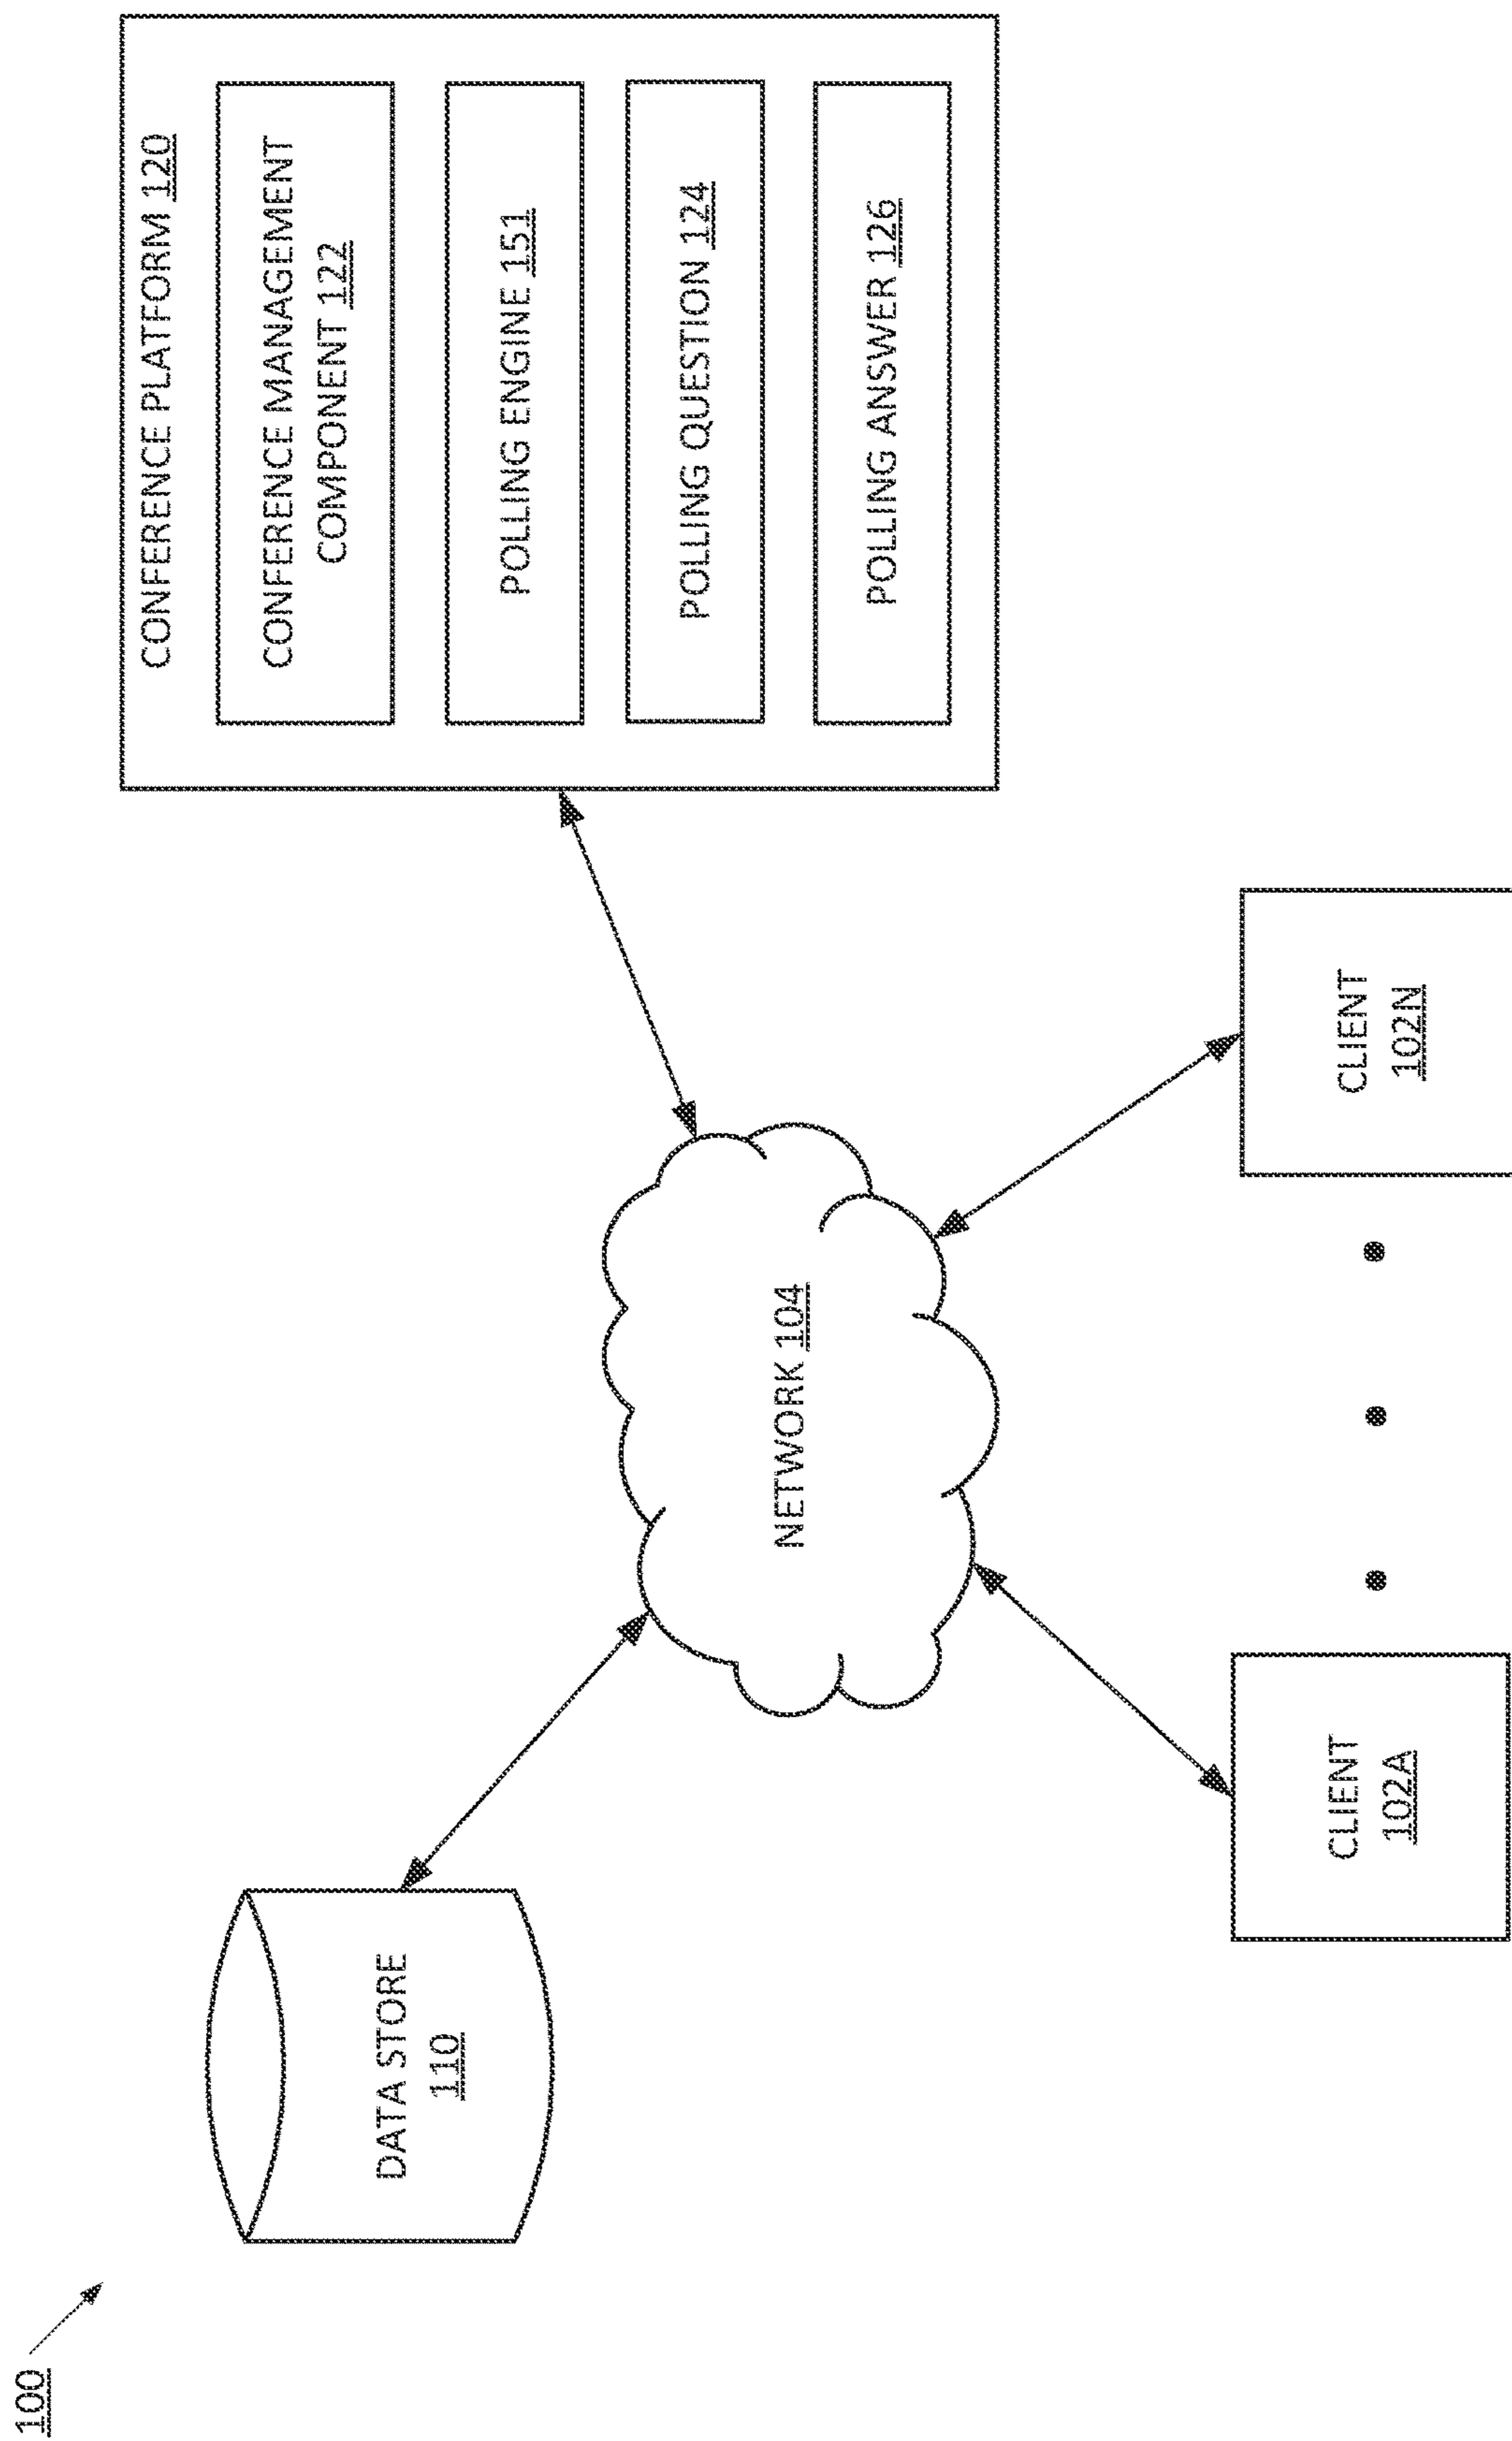 100
DATA STORE
110
NETWORK 104
CONFERENCE PLATFORM 120
CONFERENCE MANAGEMENT
COMPONENT 122
POLLING ENGINE 151
POLLING QUESTION 124
POLLING ANSWER 126
CLIENT
102A
CLIENT
102N